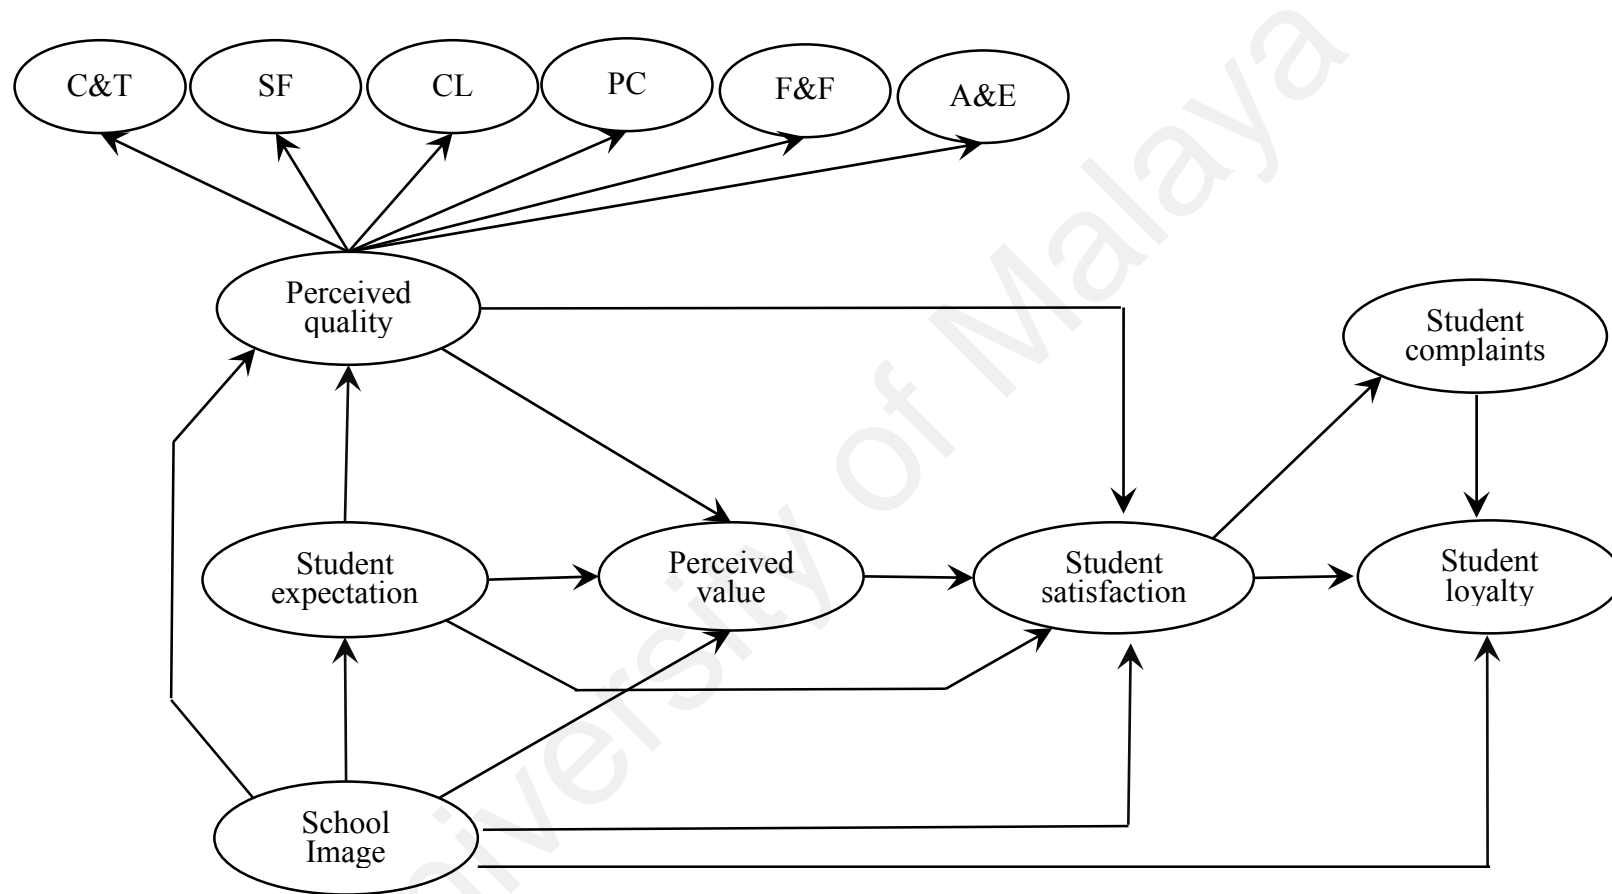 C&T
SF
CL
PC
F&F
A&E
Perceived
quality
Student
complaints
Student
expectation
Perceived
value
Student
satisfaction
Student
loyalty
School
Image
niversity of Malaya